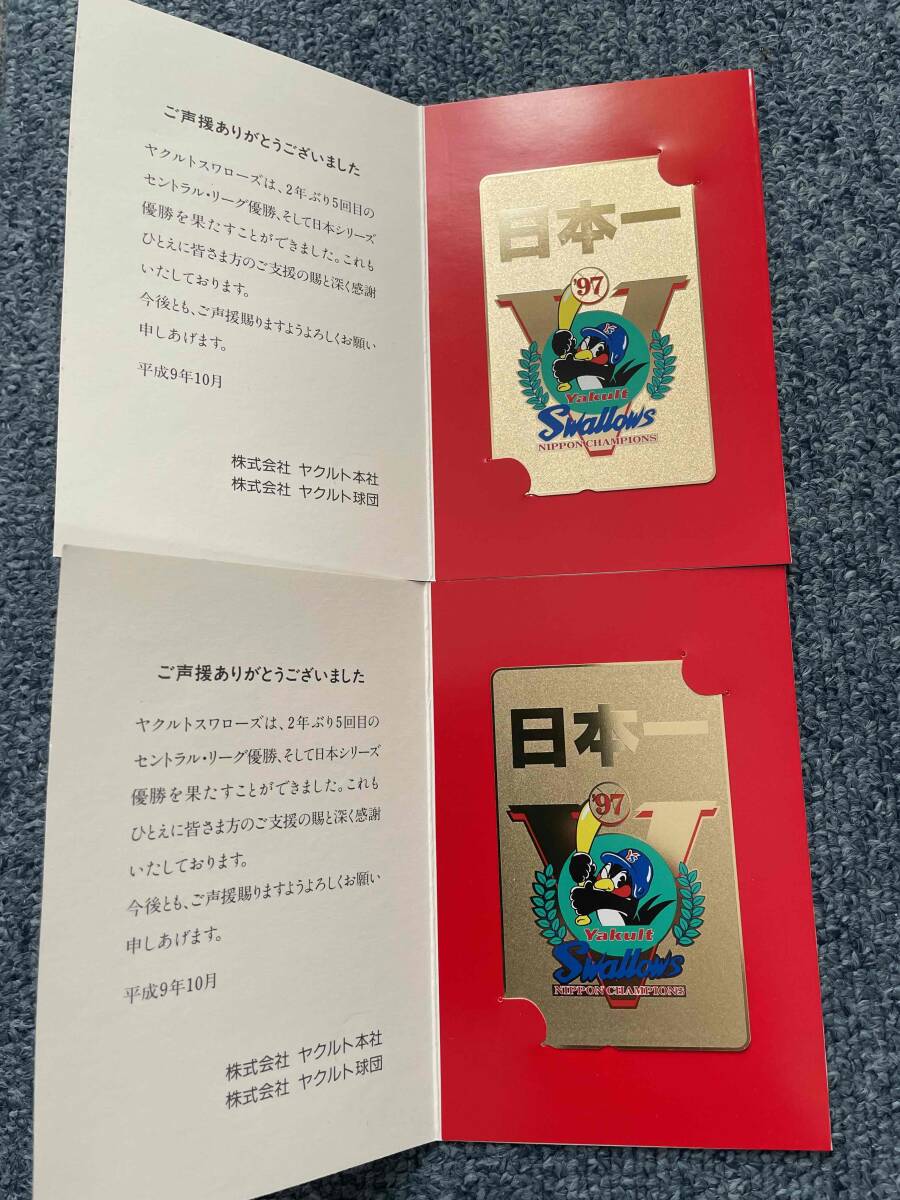 ご声援ありがとうございました
ヤクルトスワローズは、2年ぶり5回目の
セントラル・リーグ優勝、そして日本シリーズ
優勝を果たすことができました。これも
ひとえに皆さま方のご支援の賜と深く感謝
いたしております。
今後とも、ご声援賜りますようよろしくお願い
申しあげます。
平成9年10月
株式会社 ヤクルト本社
株式会社 ヤクルト球団
日本一
'97
V
YS
Yakult
Swallows
NIPPON CHAMPIONS
ご声援ありがとうございました
ヤクルトスワローズは、2年ぶり5回目の
セントラル・リーグ優勝、そして日本シリーズ
優勝を果たすことができました。これも
ひとえに皆さま方のご支援の賜と深く感謝
いたしております。
今後とも、ご声援賜りますようよろしくお願い
申しあげます。
平成9年10月
株式会社 ヤクルト本社
株式会社 ヤクルト球団
日本一
'97
V
YS
Yakult
Swallows
NIPPON CHAMPIONS